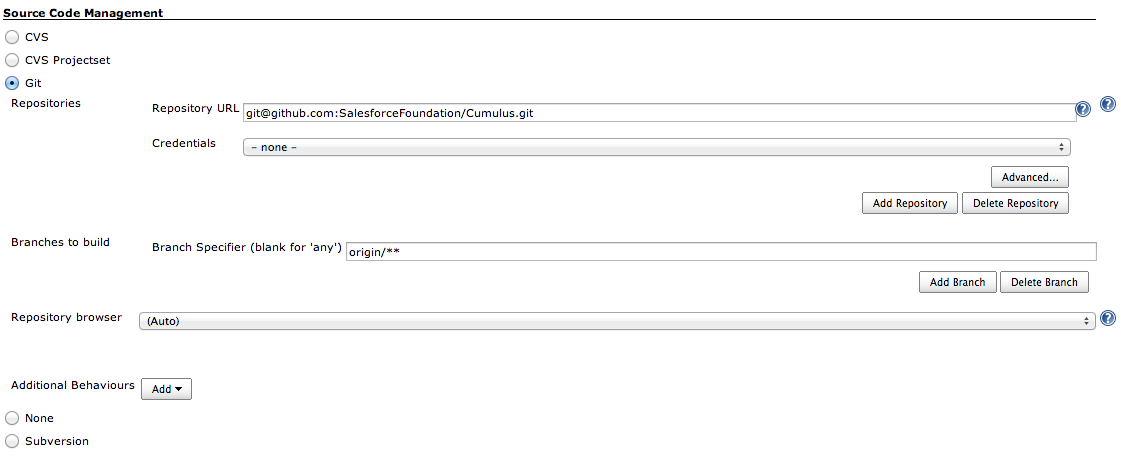 Source Code Management
CVS
CVS Projectset
Git
Repositories
Repository URL git@github.com:SalesforceFoundation/Cumulus.git ? ?
Credentials - none -
Advanced...
Add Repository Delete Repository
Branches to build Branch Specifier (blank for 'any') origin/**
Add Branch Delete Branch
Repository browser (Auto) ?
Additional Behaviours Add
None
Subversion